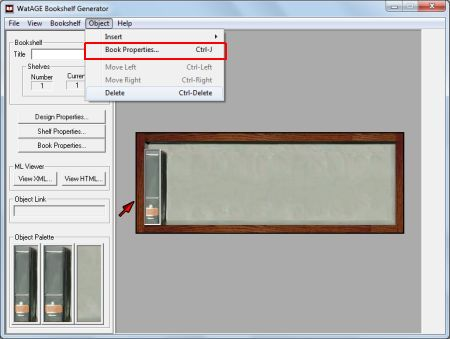 WatAGE Bookshelf Generator
File View Bookshelf Object Help
Insert
Book Properties... Ctrl-J
Move Left Ctrl-Left
Move Right Ctrl-Right
Delete Ctrl-Delete
Bookshelf
Title
Shelves
Number Current
1 1
Design Properties...
Shelf Properties...
Book Properties...
ML Viewer
View XML... View HTML...
Object Link
Object Palette